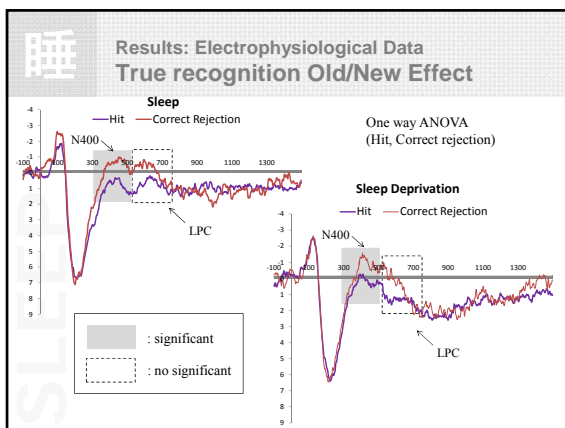 睡
Results: Electrophysiological Data
True recognition Old/New Effect
SLEEP
Sleep
Hit Correct Rejection
N400
-4
-3
-2
-1
0
1
2
3
4
5
6
7
8
9
-100 100 300 500 700 900 1100 1300
LPC
One way ANOVA
(Hit, Correct rejection)
Sleep Deprivation
Hit Correct Rejection
N400
-4
-3
-2
-1
0
1
2
3
4
5
6
7
8
9
-100 100 300 500 700 900 1100 1300
LPC
: significant
: no significant